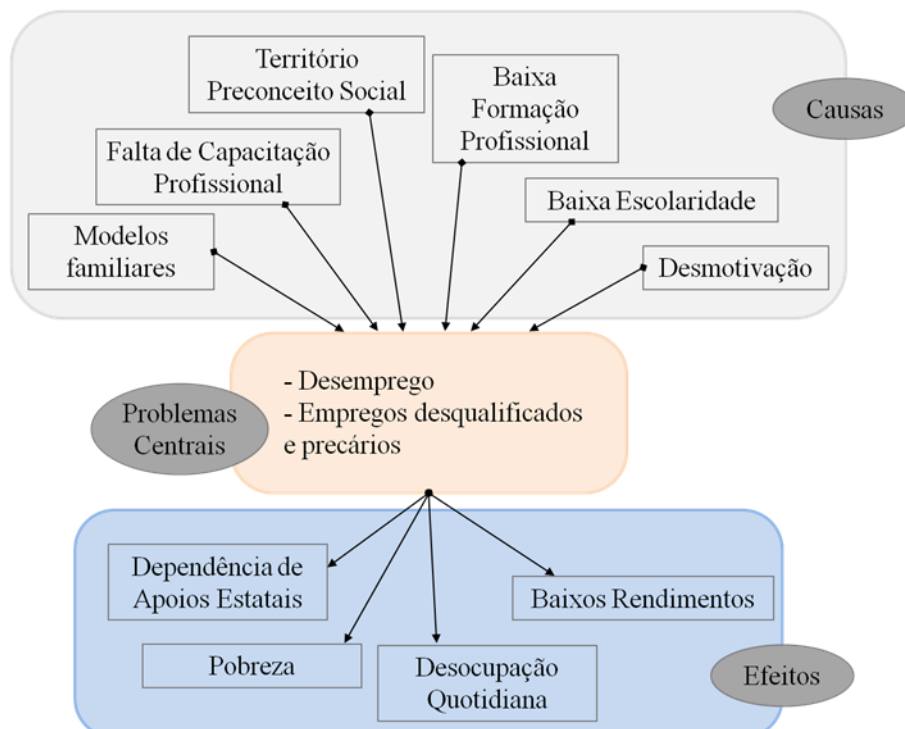 Território
Preconceito Social
Baixa
Formação
Profissional
Causas
Falta de Capacitação
Profissional
Baixa Escolaridade
Modelos
familiares
Desmotivação
- Desemprego
- Empregos desqualificados
e precários
Problemas
Centrais
Dependência de
Apoios Estatais
Baixos Rendimentos
Pobreza
Desocupação
Quotidiana
Efeitos